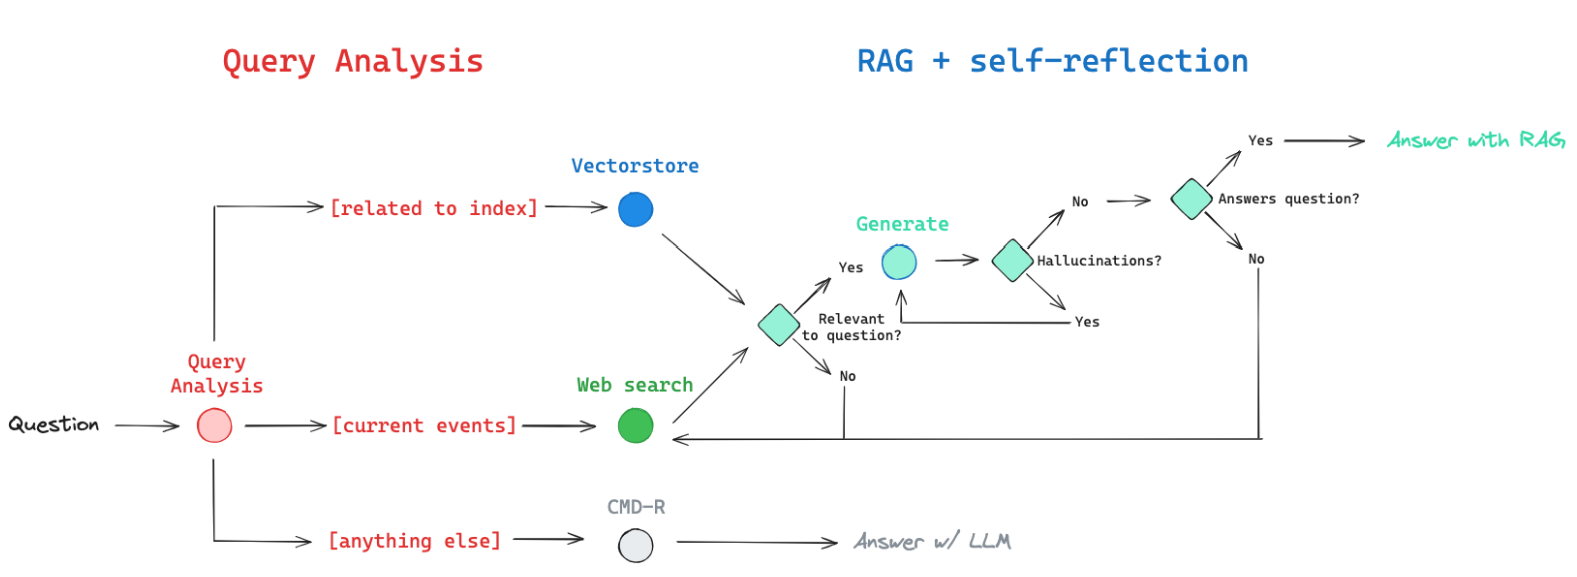 Query Analysis
RAG + self-reflection
Yes
Answer with RAG
Vectorstore
[related to index]
No
Answers question?
Generate
No
Yes
Hallucinations?
Relevant
to question?
Yes
Query
Analysis
No
Web search
Question
[current events]
CMD-R
[anything else]
Answer w/ LLM